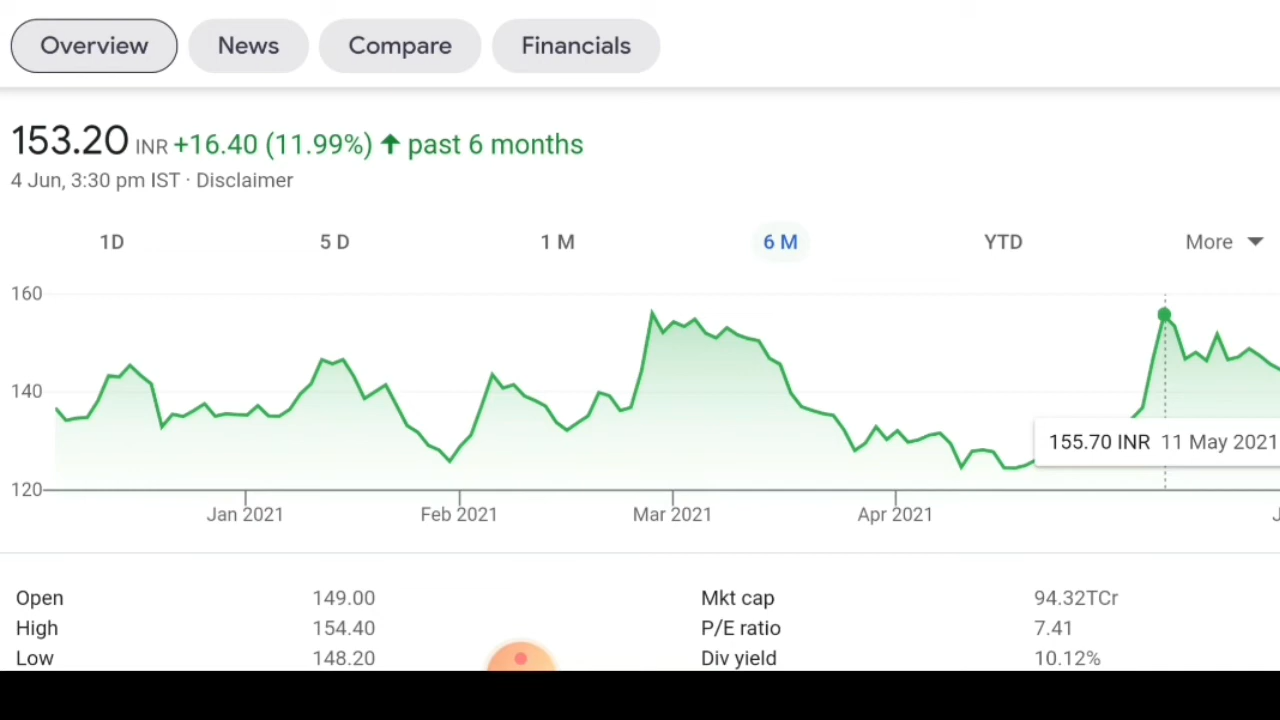 Overview News Compare Financials
153.20 INR +16.40 (11.99%) ↑ past 6 months
4 Jun, 3:30 pm IST · Disclaimer
1D 5 D 1 M 6 M YTD More
160
140
155.70 INR 11 May 2021
120
Jan 2021 Feb 2021 Mar 2021 Apr 2021 J
Open 149.00 Mkt cap 94.32TCr
High 154.40 P/E ratio 7.41
Low 148.20 Div yield 10.12%